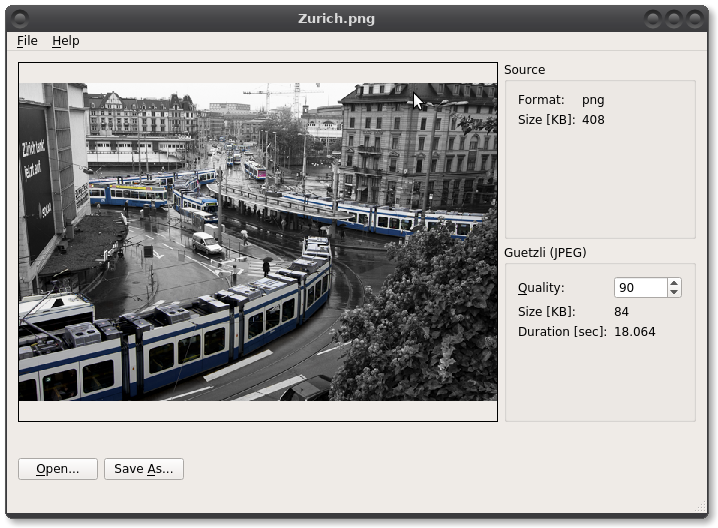 Zurich.png
File Help
Source
Format: png
Size [KB]: 408
Guetzli (JPEG)
Quality: 90
Size [KB]: 84
Duration [sec]: 18.064
Open... Save As...